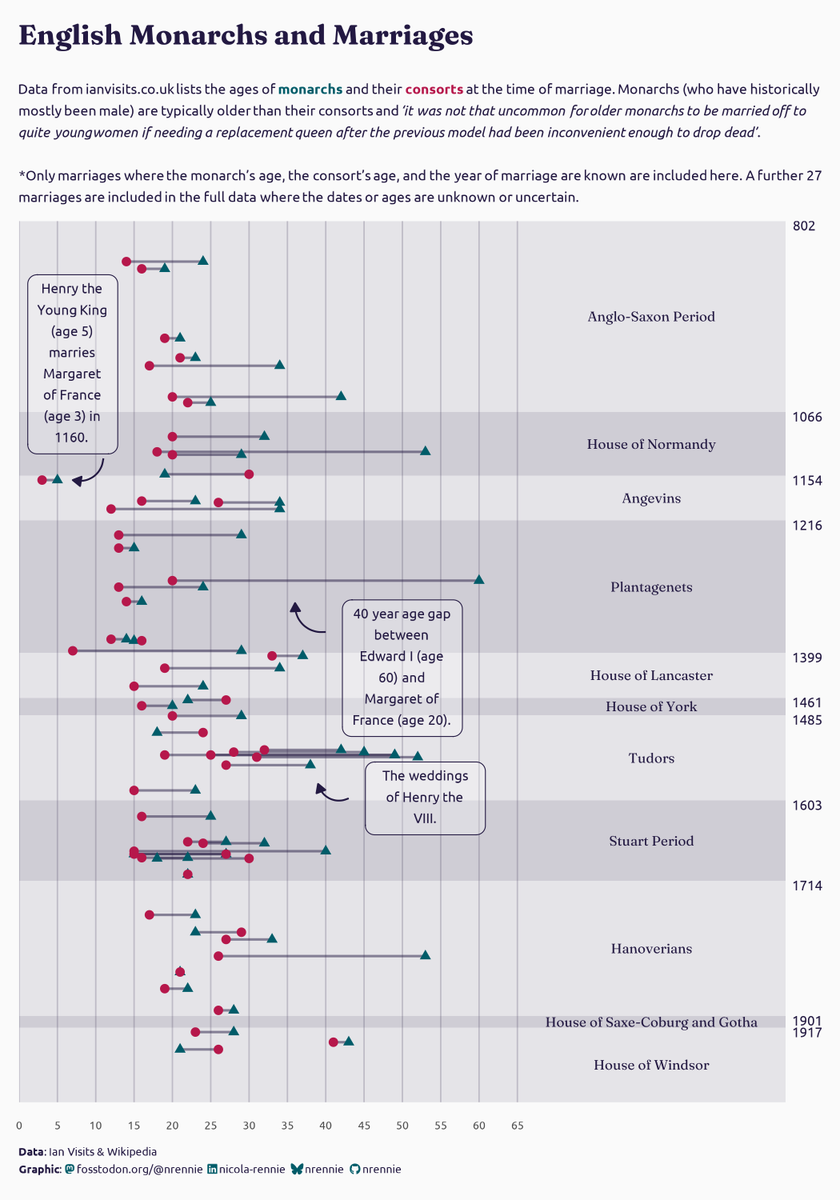 English Monarchs and Marriages
Data from ianvisits.co.uk lists the ages of monarchs and their consorts at the time of marriage. Monarchs (who have historically
mostly been male) are typically older than their consorts and ‘it was not that uncommon for older monarchs to be married off to
quite young women if needing a replacement queen after the previous model had been inconvenient enough to drop dead’.
*Only marriages where the monarch’s age, the consort’s age, and the year of marriage are known are included here. A further 27
marriages are included in the full data where the dates or ages are unknown or uncertain.
802
Henry the
Young King
(age 5)
marries
Margaret
of France
(age 3) in
1160.
Anglo-Saxon Period
1066
House of Normandy
1154
Angevins
1216
Plantagenets
40 year age gap
between
Edward I (age
60) and
Margaret of
France (age 20).
1399
House of Lancaster
1461
House of York
1485
Tudors
The weddings
of Henry the
VIII.
1603
Stuart Period
1714
Hanoverians
1901
House of Saxe-Coburg and Gotha
1917
House of Windsor
0 5 10 15 20 25 30 35 40 45 50 55 60 65
Data: Ian Visits & Wikipedia
Graphic: fosstodon.org/@nrennie nicola-rennie nrennie nrennie